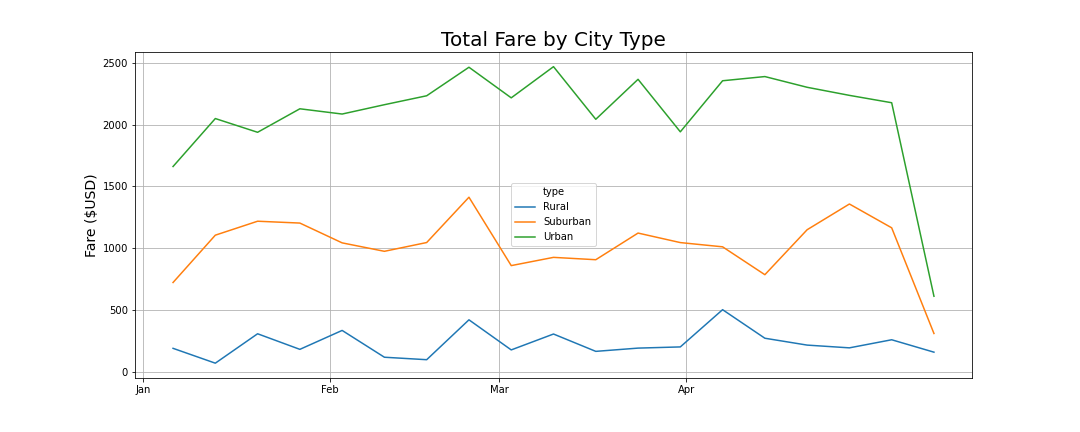 Total Fare by City Type
Fare ($USD)
2500
2000
1500
1000
500
0
type
Rural
Suburban
Urban
Jan
Feb
Mar
Apr